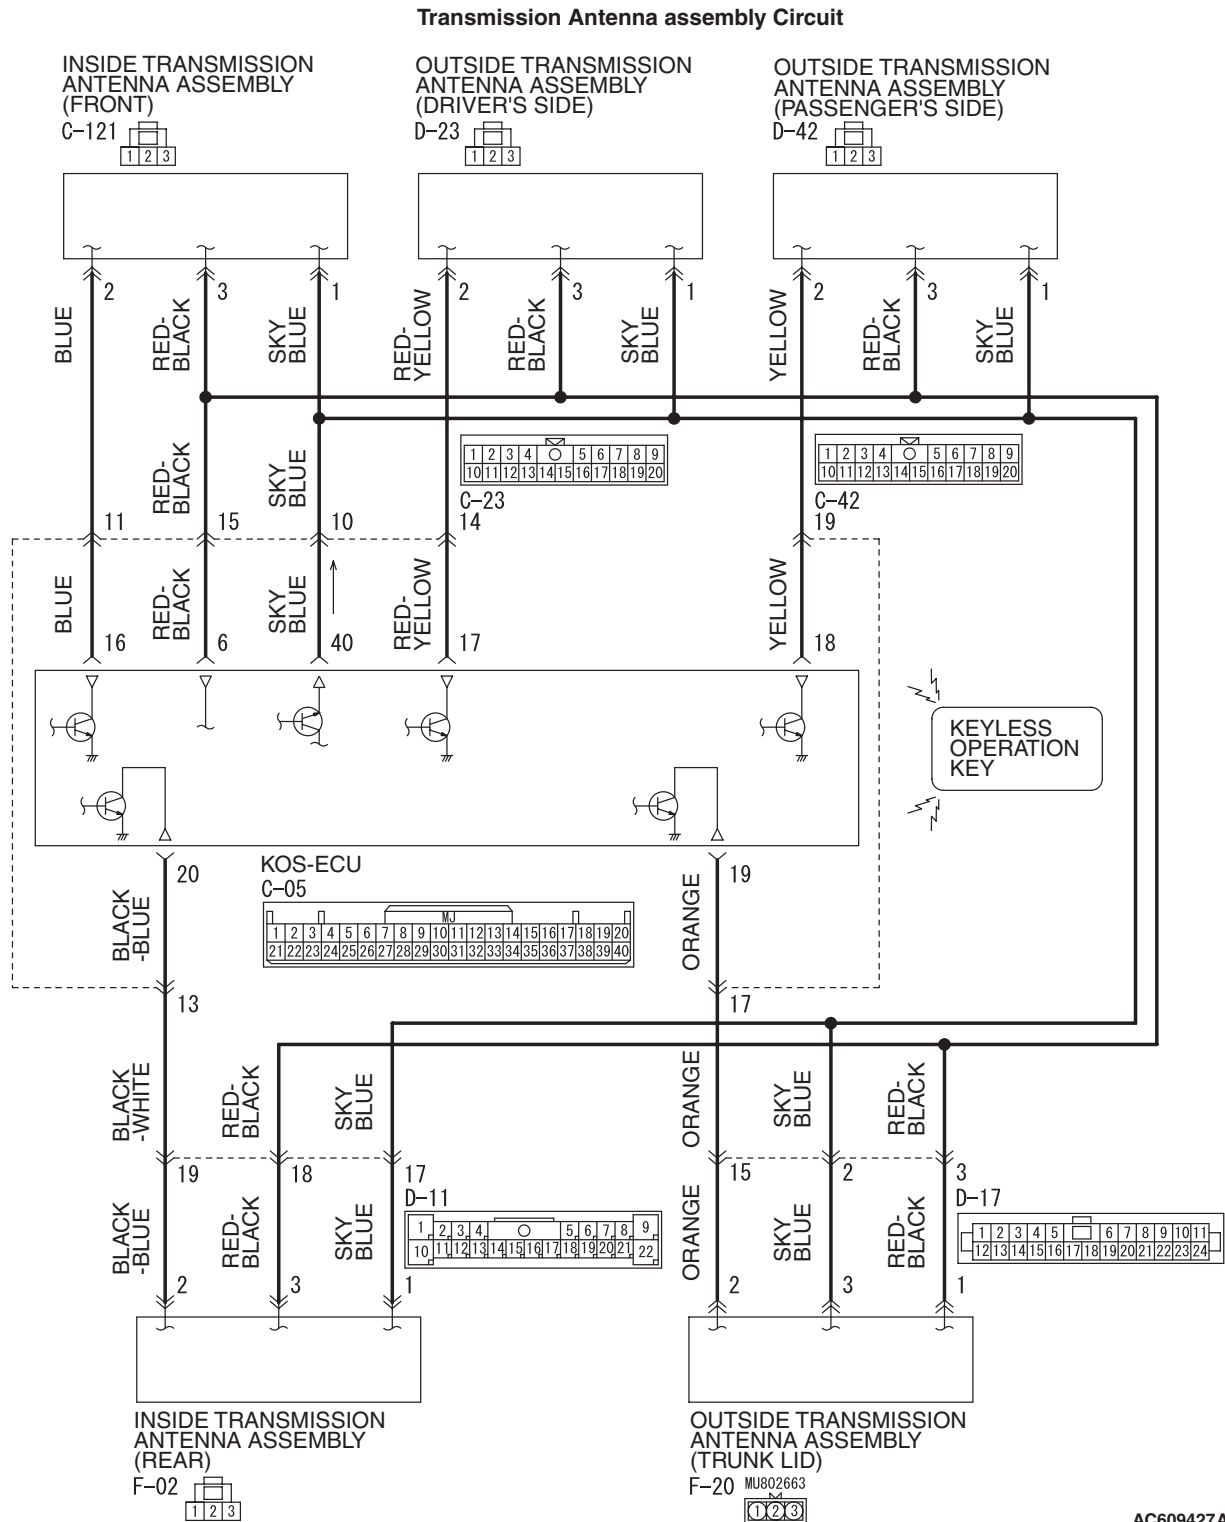 Transmission Antenna assembly Circuit
INSIDE TRANSMISSION
ANTENNA ASSEMBLY
(FRONT)
C-121
1 2 3
OUTSIDE TRANSMISSION
ANTENNA ASSEMBLY
(DRIVER'S SIDE)
D-23
1 2 3
OUTSIDE TRANSMISSION
ANTENNA ASSEMBLY
(PASSENGER'S SIDE)
D-42
1 2 3
2 3 1 2 3 1 2 3 1
BLUE
RED-
BLACK
SKY
BLUE
RED-
YELLOW
RED-
BLACK
SKY
BLUE
YELLOW
RED-
BLACK
SKY
BLUE
RED-
BLACK
SKY
BLUE
1 2 3 4 5 6 7 8 9
10 11 12 13 14 15 16 17 18 19 20
C-23
1 2 3 4 5 6 7 8 9
10 11 12 13 14 15 16 17 18 19 20
C-42
11 15 10 14 19
BLUE
RED-
BLACK
SKY
BLUE
RED-
YELLOW
YELLOW
16 6 40 17 18
KEYLESS
OPERATION
KEY
20
KOS-ECU
C-05
MJ
1 2 3 4 5 6 7 8 9 10 11 12 13 14 15 16 17 18 19 20
21 22 23 24 25 26 27 28 29 30 31 32 33 34 35 36 37 38 39 40
19
BLACK
-BLUE
ORANGE
13 17
BLACK
-WHITE
RED-
BLACK
SKY
BLUE
ORANGE
SKY
BLUE
RED-
BLACK
19 18 17 15 2 3
D-11
1 2 3 4 5 6 7 8 9
10 11 12 13 14 15 16 17 18 19 20 21 22
D-17
1 2 3 4 5 6 7 8 9 10 11
12 13 14 15 16 17 18 19 20 21 22 23 24
BLACK
-BLUE
RED-
BLACK
SKY
BLUE
ORANGE
SKY
BLUE
RED-
BLACK
2 3 1 2 3 1
INSIDE TRANSMISSION
ANTENNA ASSEMBLY
(REAR)
F-02
1 2 3
OUTSIDE TRANSMISSION
ANTENNA ASSEMBLY
(TRUNK LID)
F-20 MU802663
1 2 3
AC609427A